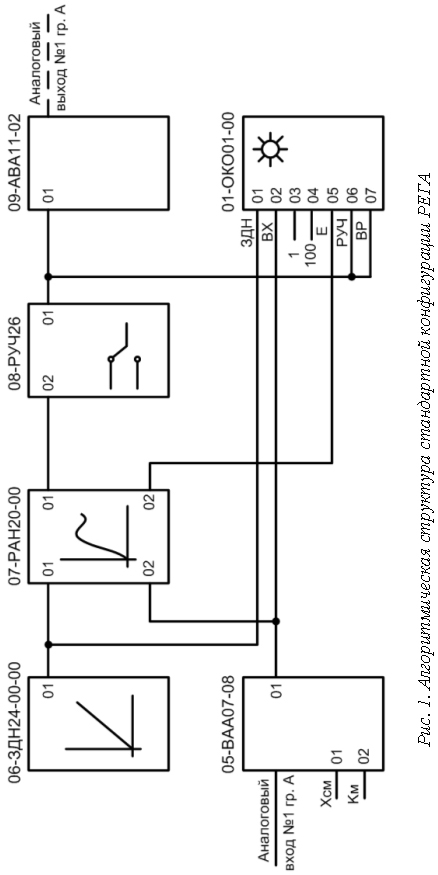 06-ЗДН24-00-00
01
07-РАН20-00
01
02
01
02
08-РУЧ26
02
01
09-АВА11-02
01
Аналоговый
выход №1 гр. А
05-ВАА07-08
Аналоговый
вход №1 гр. А
Хсм
01
Км
02
01
01-ОКО01-00
ЗДН
01
ВХ
02
1
03
100
04
Е
05
РУЧ
06
ВР
07
Рис. 1. Алгоритмическая структура стандартной конфигурации РЕГА